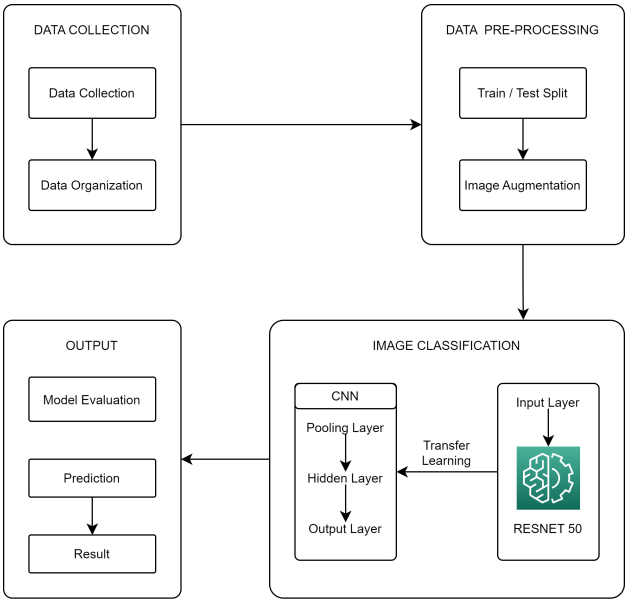 DATA COLLECTION
Data Collection
Data Organization
DATA PRE-PROCESSING
Train / Test Split
Image Augmentation
OUTPUT
Model Evaluation
Prediction
Result
IMAGE CLASSIFICATION
CNN
Pooling Layer
Hidden Layer
Output Layer
Transfer
Learning
Input Layer
RESNET 50